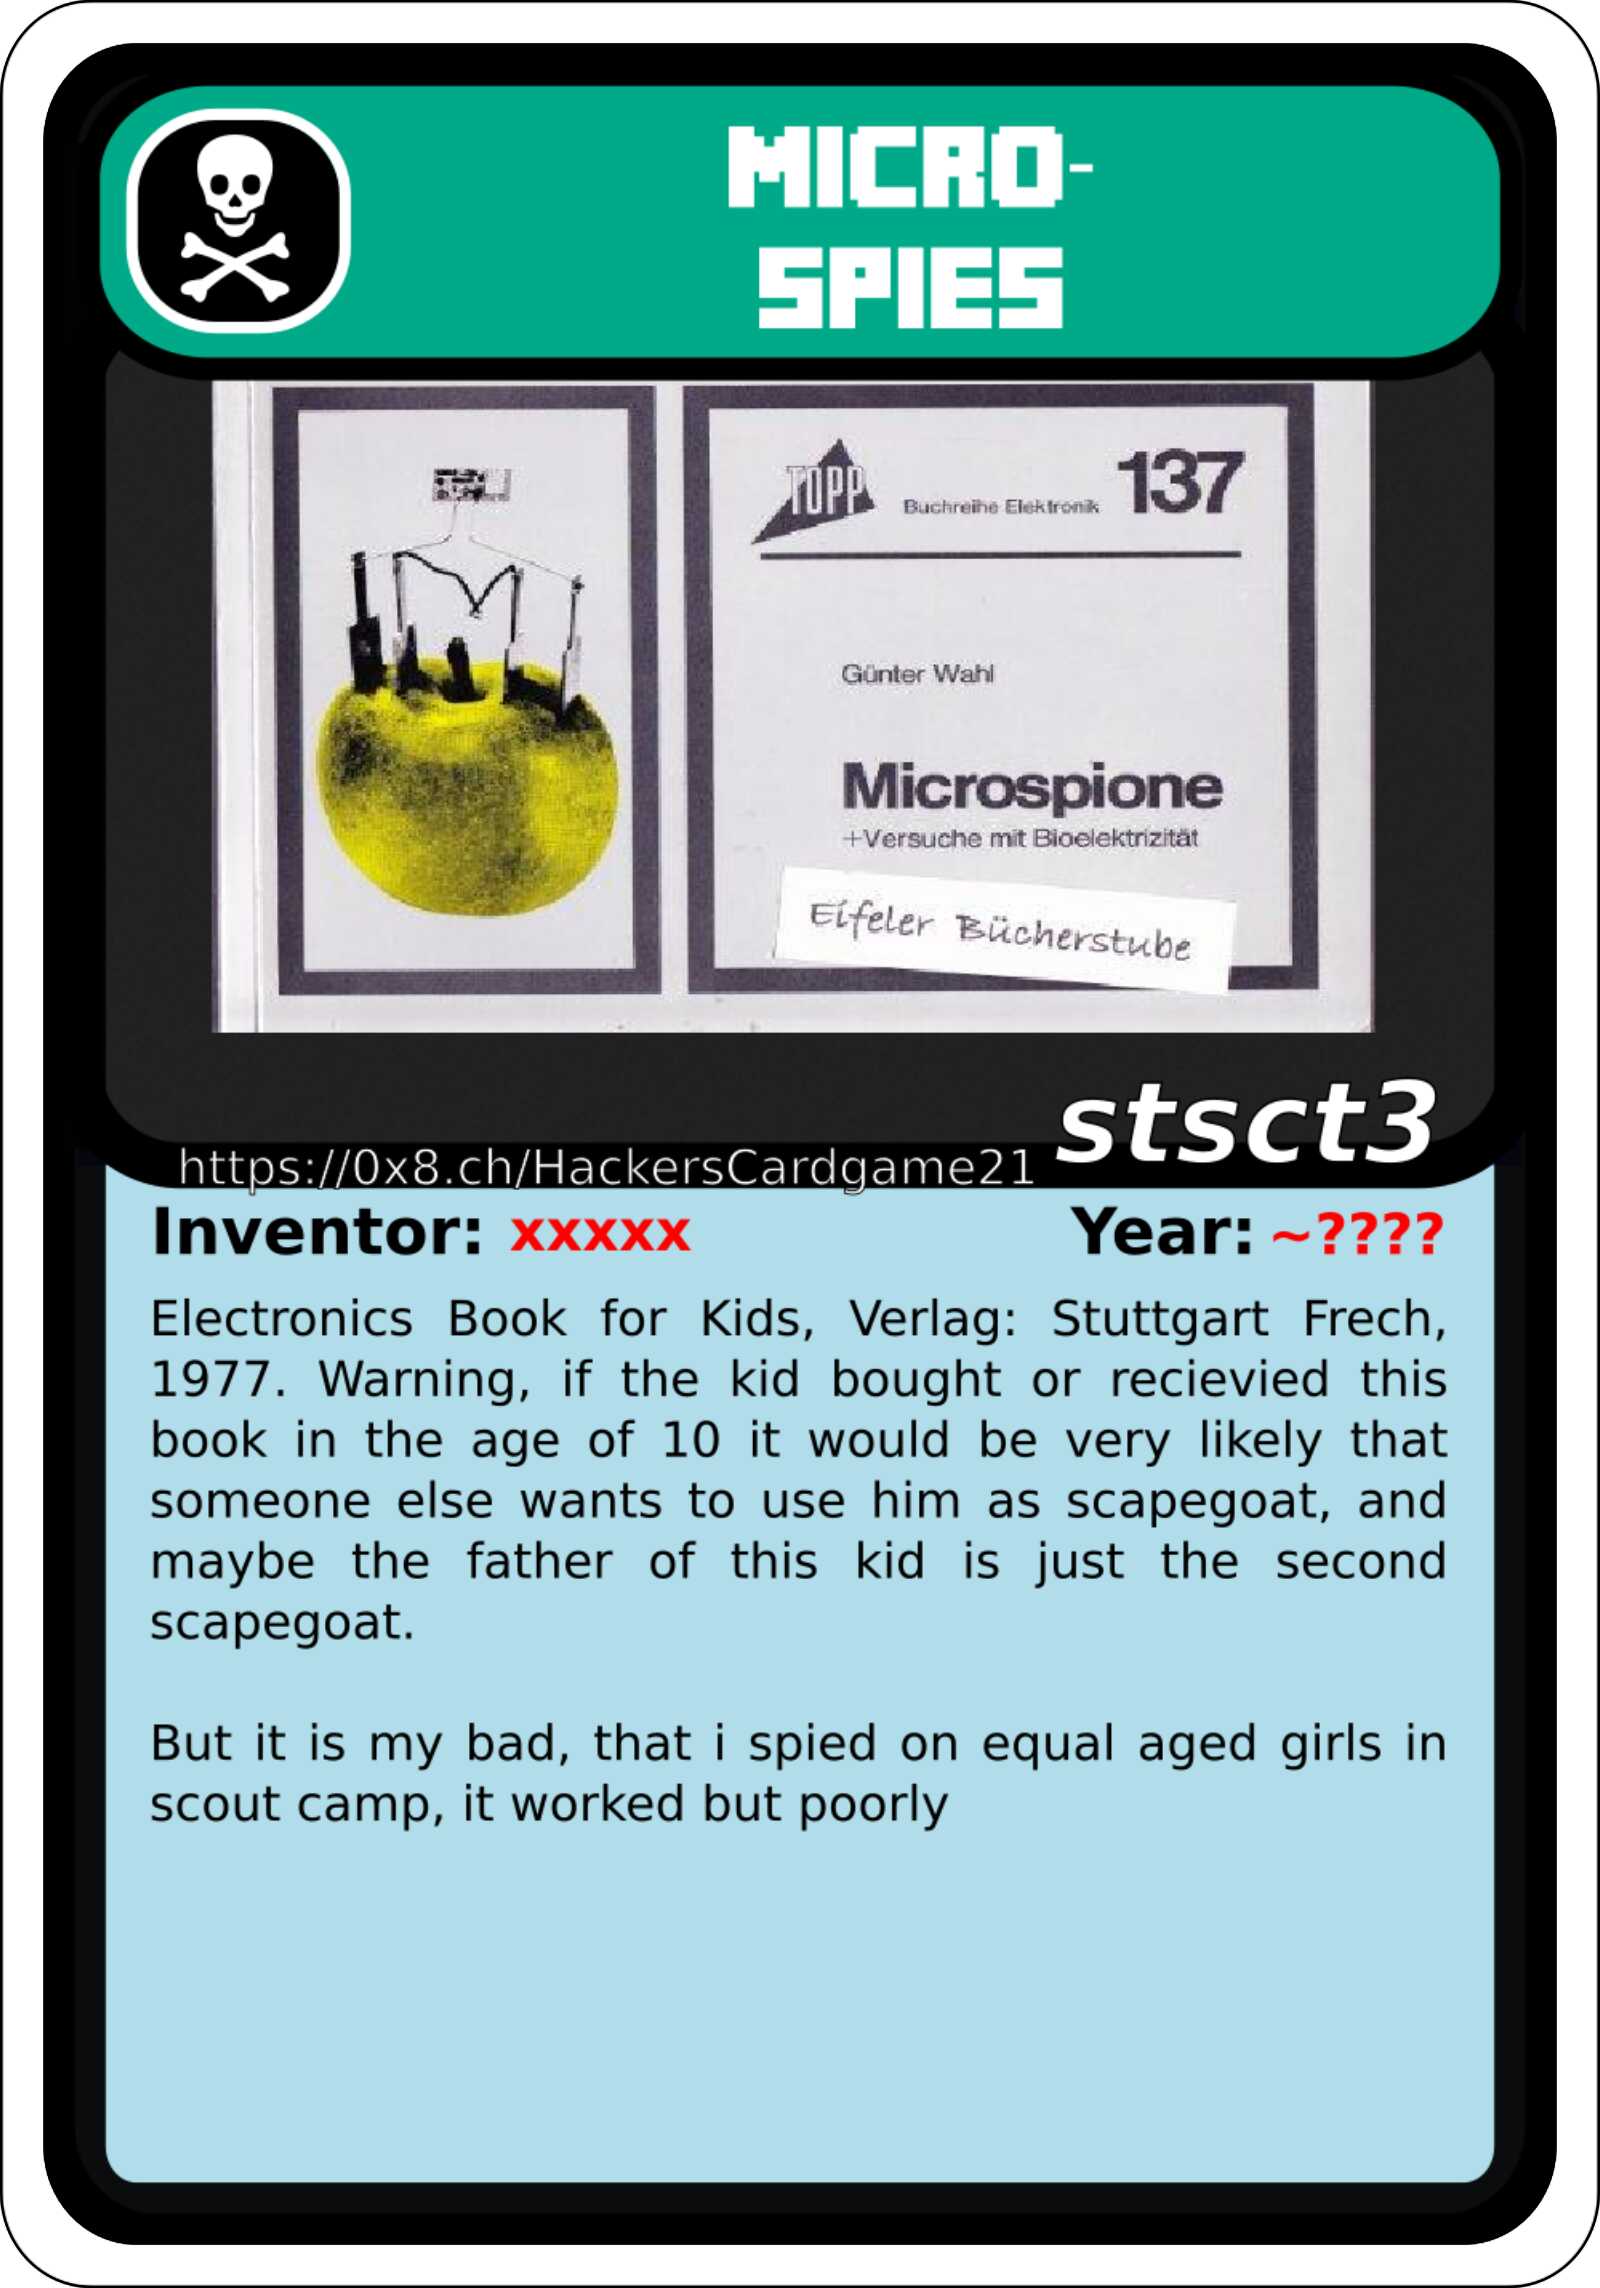 MICRO-
SPIES
TOPP
Buchreihe Elektronik 137
Günter Wahl
Microspione
+Versuche mit Bioelektrizität
Eifeler Bücherstube
stsct3
https://0x8.ch/HackersCardgame21
Inventor: xxxxx Year: ~????
Electronics Book for Kids, Verlag: Stuttgart Frech,
1977. Warning, if the kid bought or recievied this
book in the age of 10 it would be very likely that
someone else wants to use him as scapegoat, and
maybe the father of this kid is just the second
scapegoat.
But it is my bad, that i spied on equal aged girls in
scout camp, it worked but poorly